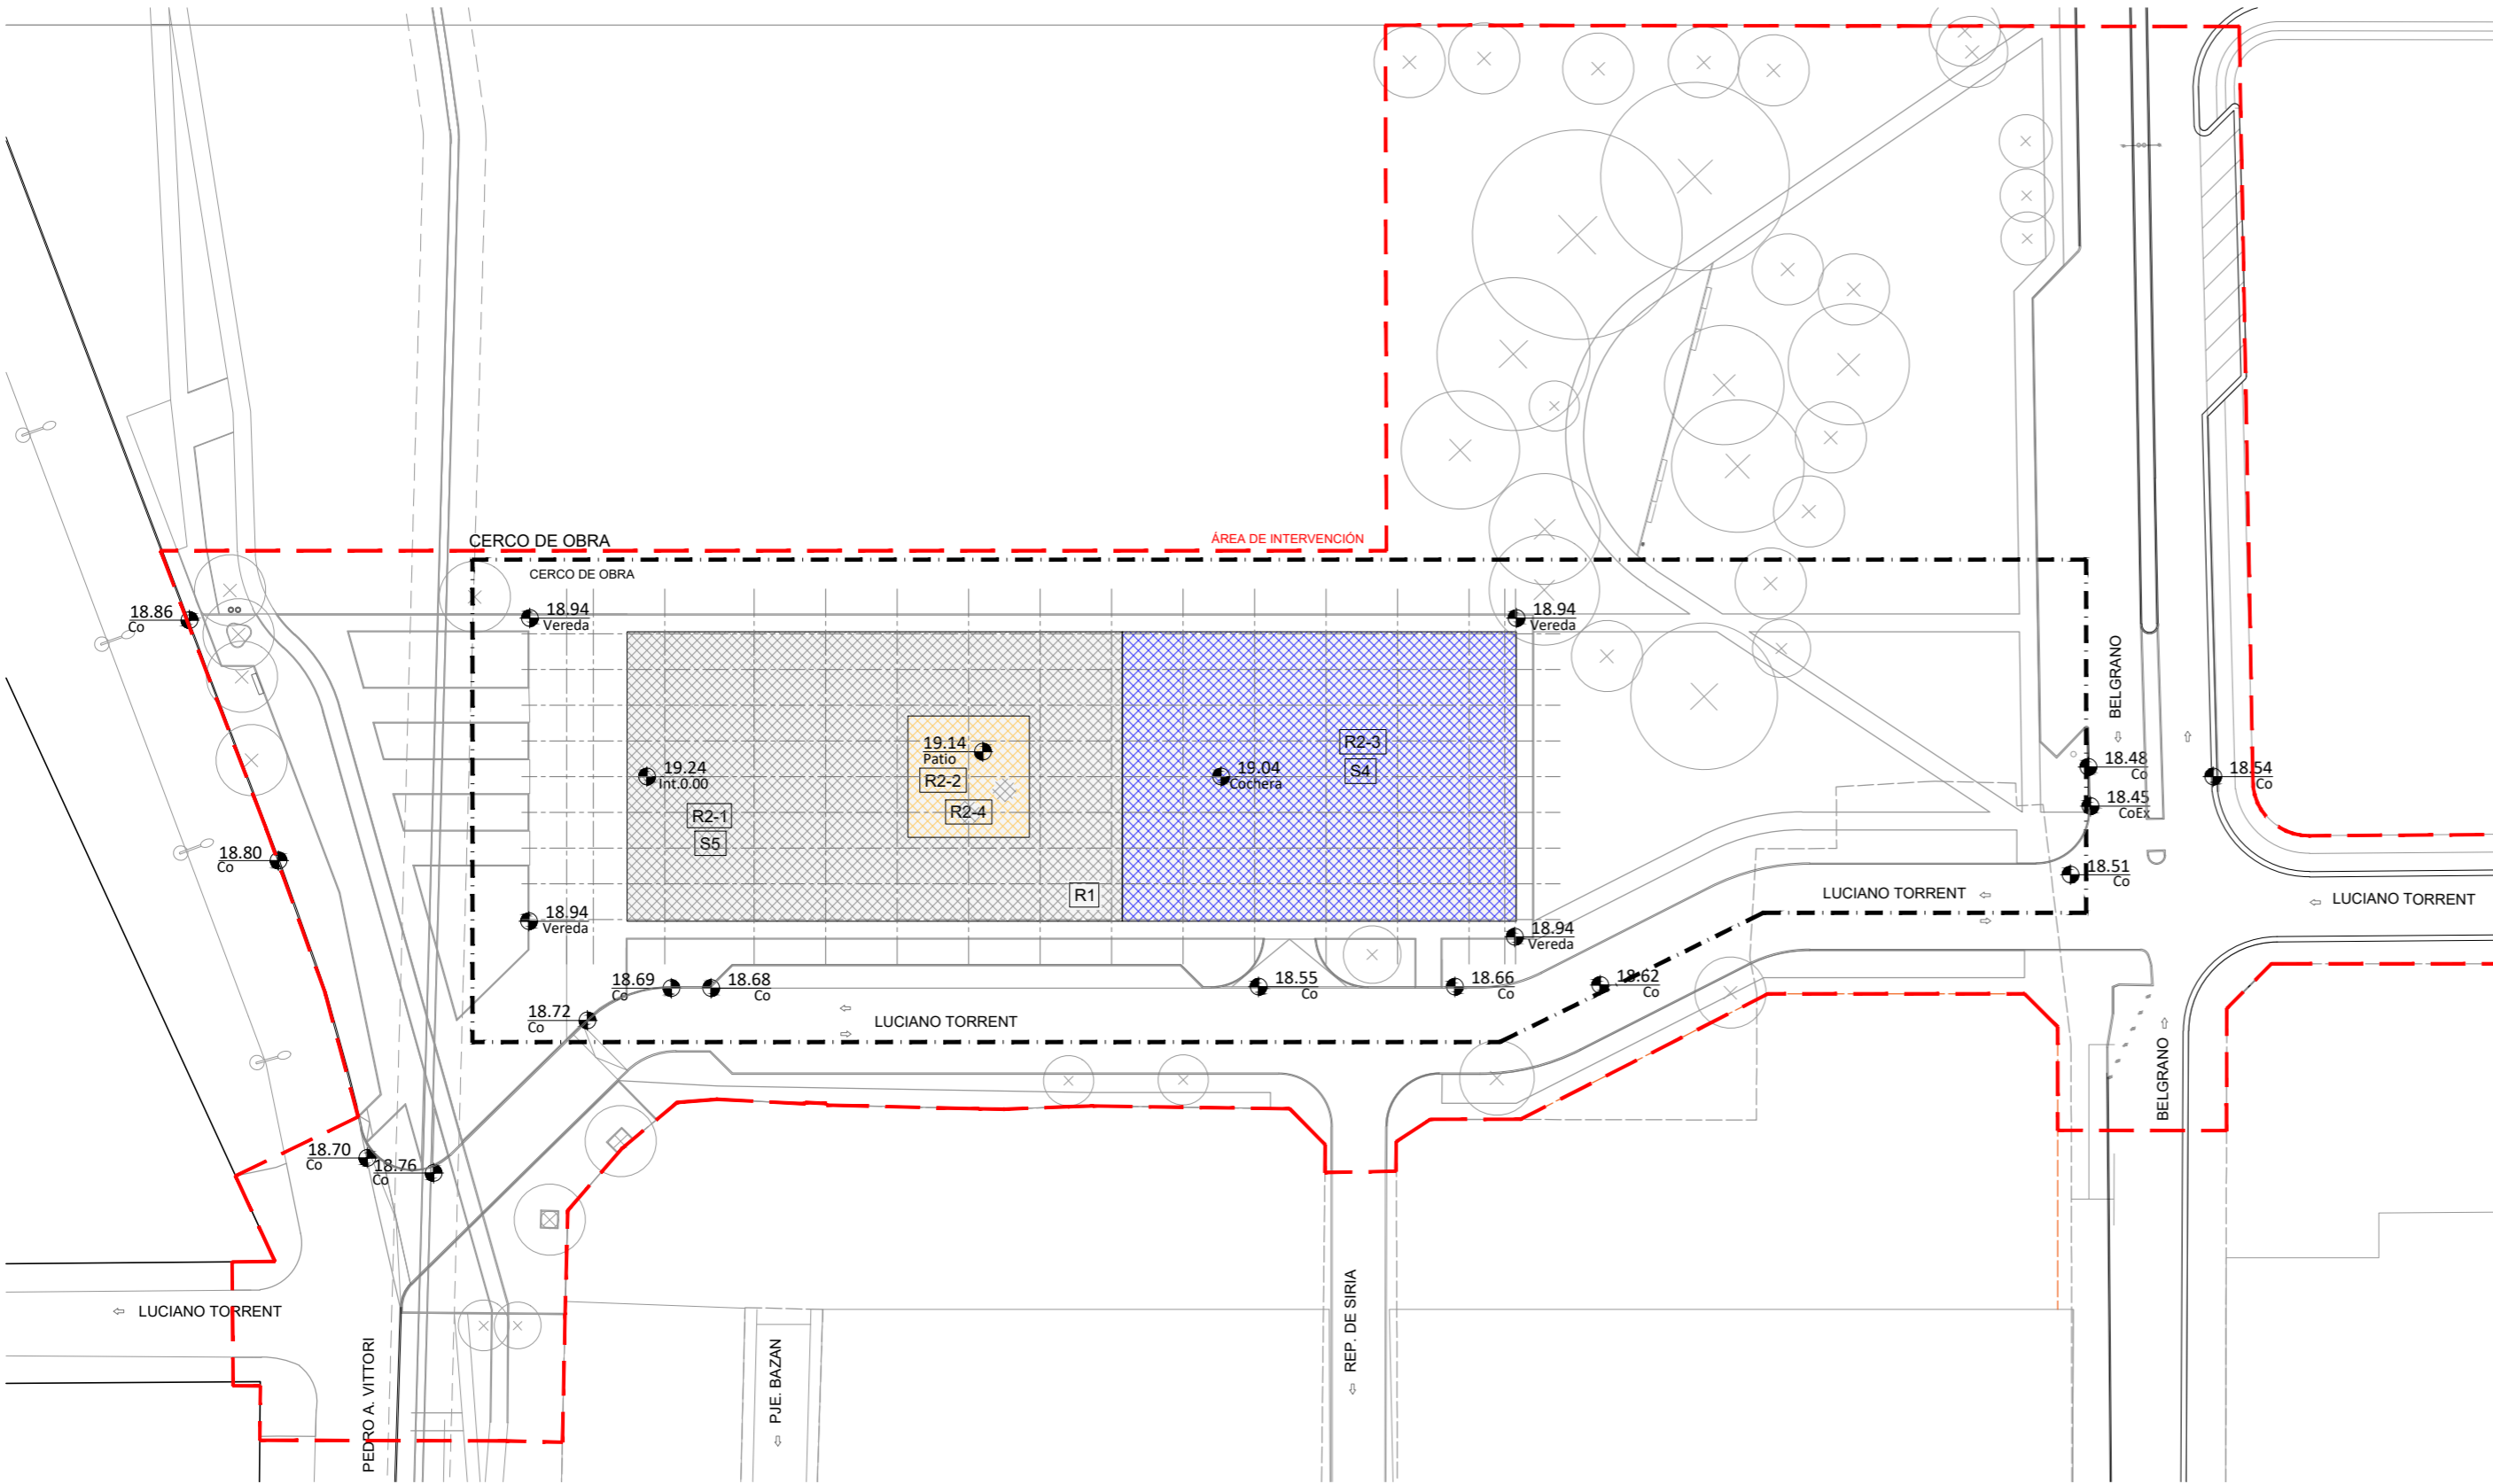 CERCO DE OBRA
ÁREA DE INTERVENCIÓN
CERCO DE OBRA
18.86
Co
18.94
Vereda
18.94
Vereda
BELGRANO
19.14
Patio
R2-2
R2-4
19.24
Int.0.00
R2-1
S5
19.04
Cochera
R2-3
S4
R1
18.48
Co
18.54
Co
18.45
CoEx
18.80
Co
18.51
Co
LUCIANO TORRENT
LUCIANO TORRENT
18.94
Vereda
18.94
Vereda
18.69
Co
18.68
Co
18.55
Co
18.66
Co
18.62
Co
18.72
Co
LUCIANO TORRENT
BELGRANO
18.70
Co
18.76
Co
LUCIANO TORRENT
PEDRO A. VITTORI
PJE. BAZAN
REP. DE SIRIA